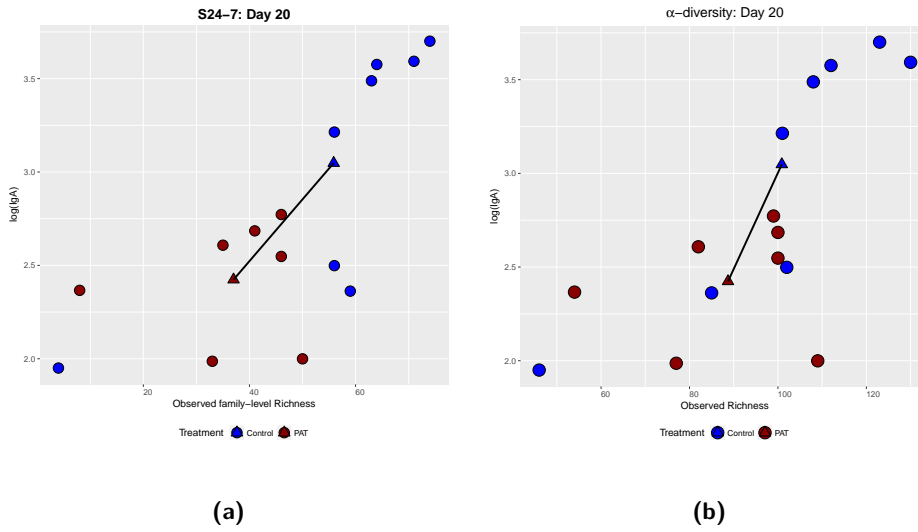 S24−7: Day 20
log(IgA)
3.5
3.0
2.5
2.0
20
40
60
Observed family−level Richness
Treatment Control PAT
(a)
α−diversity: Day 20
log(IgA)
3.5
3.0
2.5
2.0
60
80
100
120
Observed Richness
Treatment Control PAT
(b)